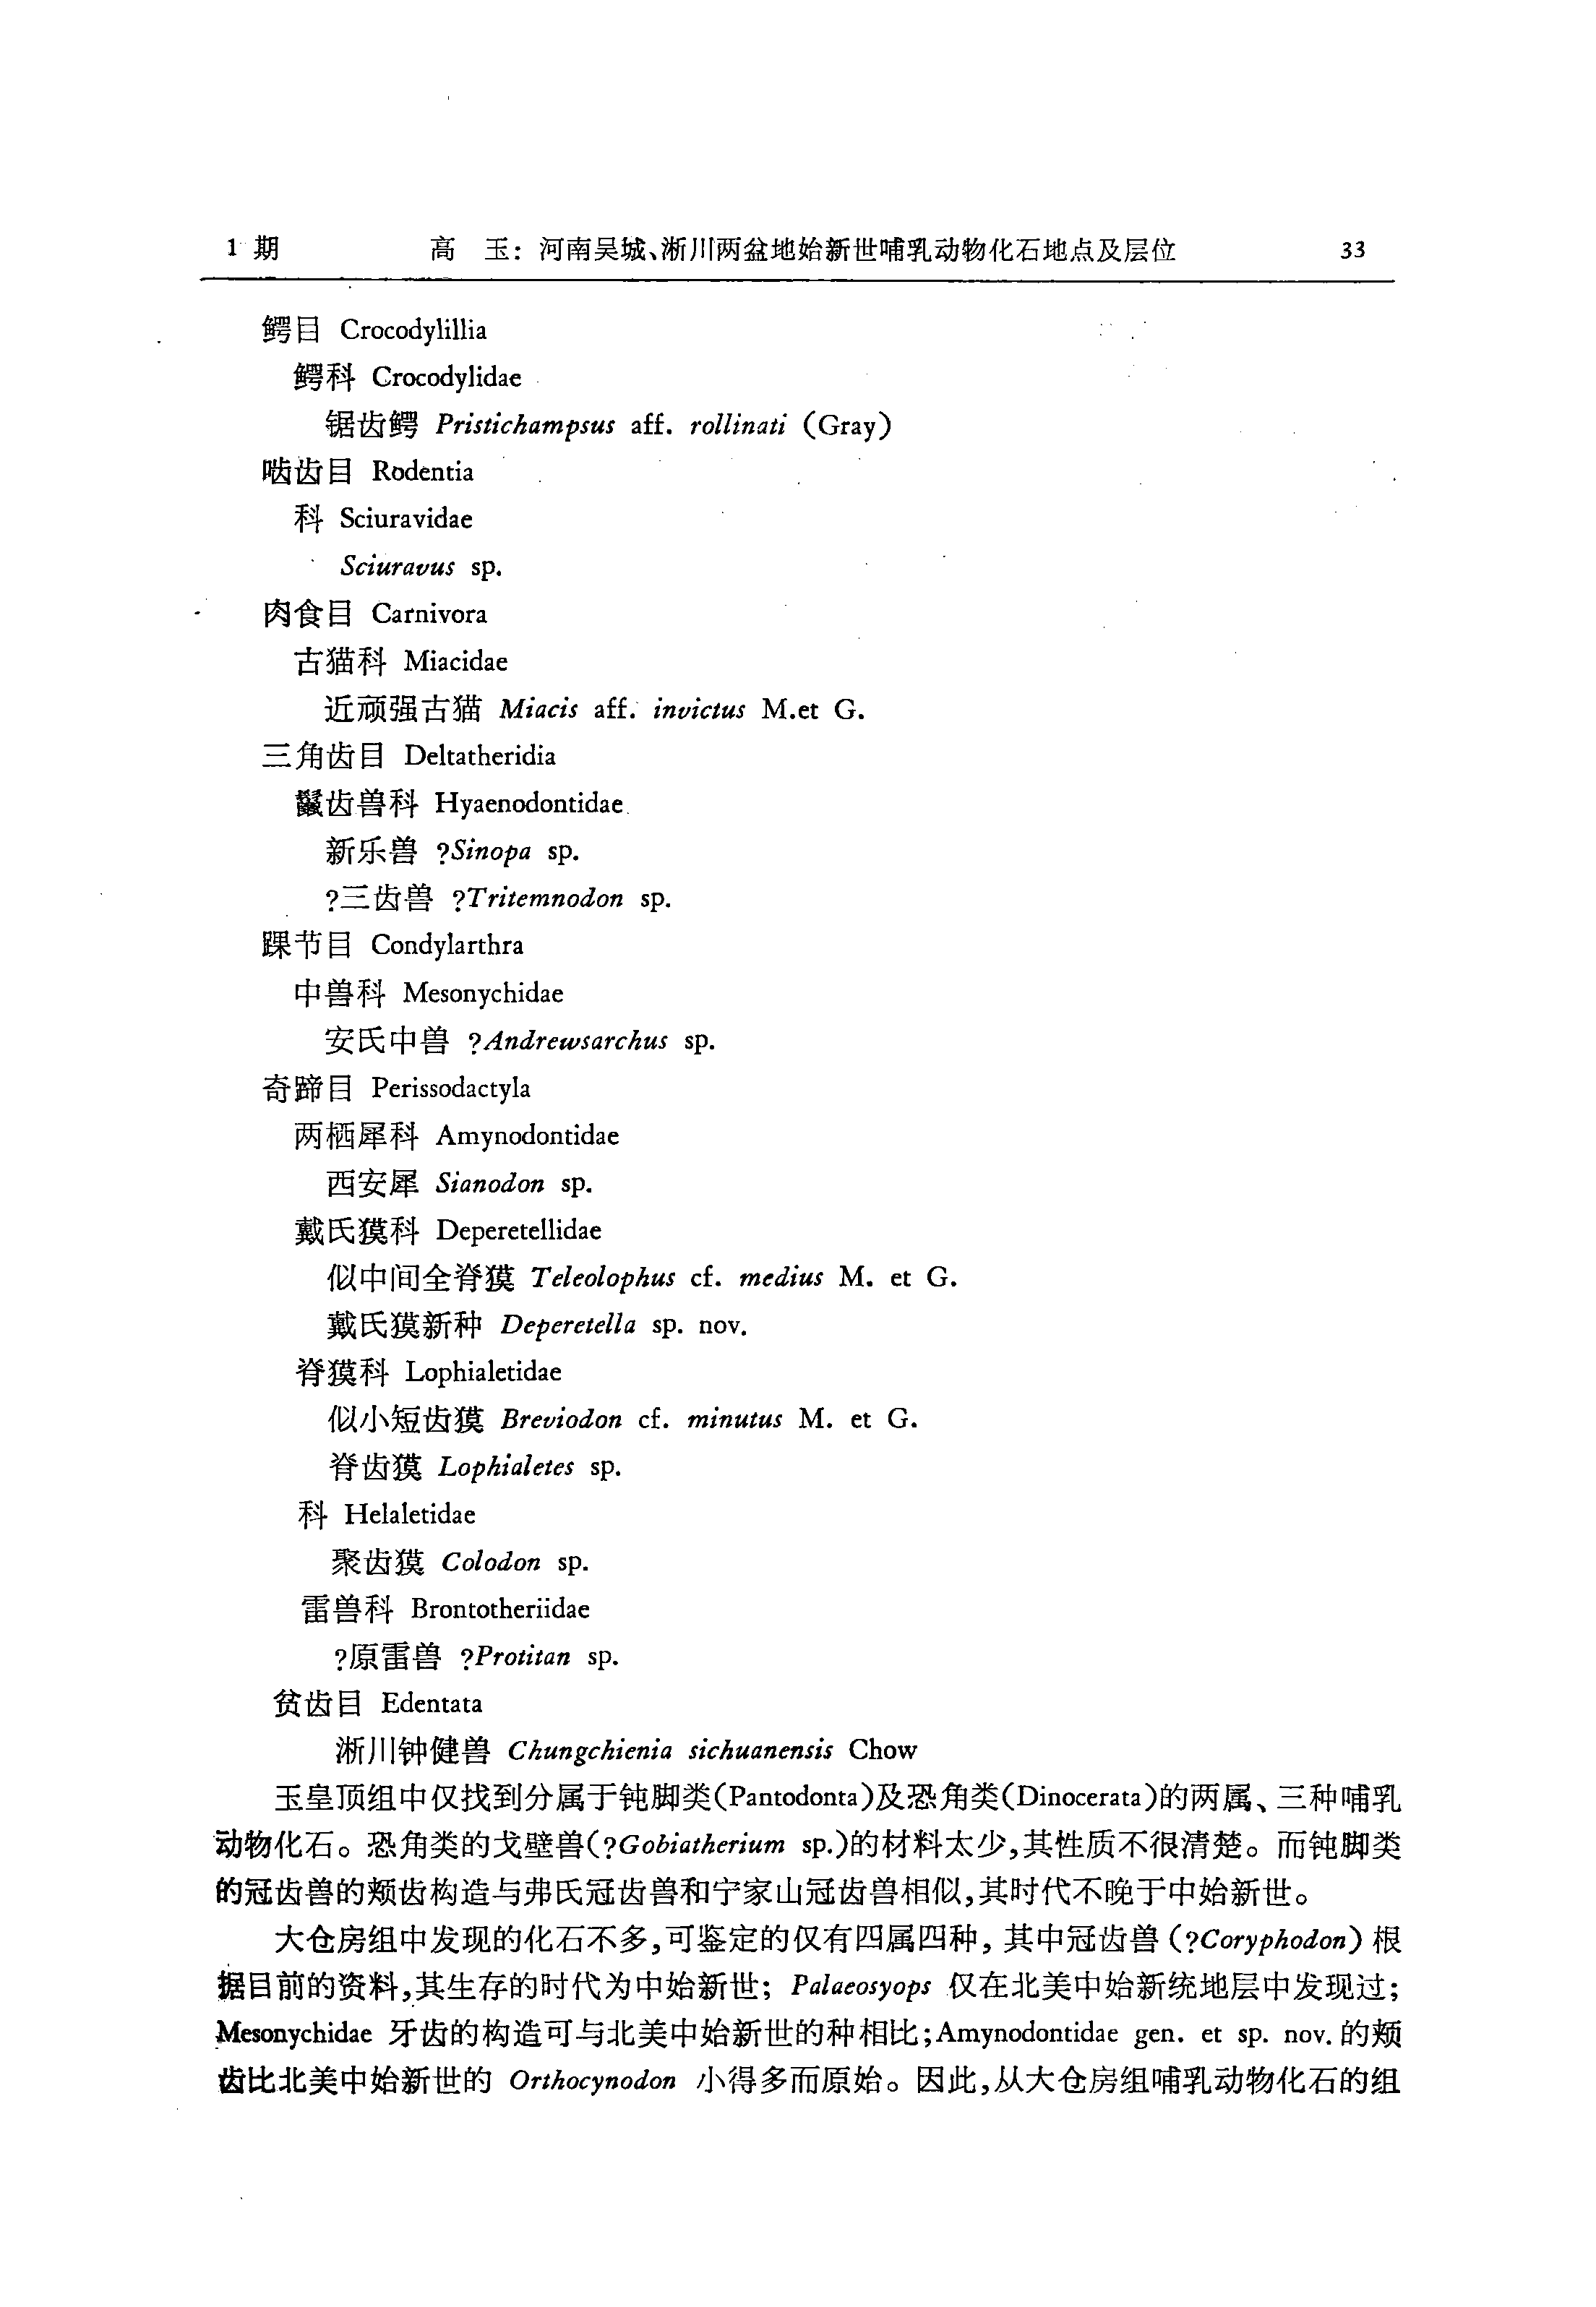 1 期 高 玉: 河南吴城、淅川两盆地始新世哺乳动物化石地点及层位 33
鳄目 Crocodylillia
鳄科 Crocodylidae
锯齿鳄 Pristichampsus aff. rollinati (Gray)
啮齿目 Rodentia
科 Sciuravidae
Sciuravus sp.
肉食目 Carnivora
古猫科 Miacidae
近顽强古猫 Miacis aff. invictus M.et G.
三角齿目 Deltatheridia
鬣齿兽科 Hyaenodontidae
新乐兽 ?Sinopa sp.
?三齿兽 ?Tritemnodon sp.
踝节目 Condylarthra
中兽科 Mesonychidae
安氏中兽 ?Andrewsarchus sp.
奇蹄目 Perissodactyla
两栖犀科 Amynodontidae
西安犀 Sianodon sp.
戴氏獏科 Deperetellidae
似中间全脊獏 Teleolophus cf. medius M. et G.
戴氏獏新种 Deperetella sp. nov.
脊獏科 Lophialetidae
似小短齿獏 Breviodon cf. minutus M. et G.
脊齿獏 Lophialetes sp.
科 Helaletidae
聚齿獏 Colodon sp.
雷兽科 Brontotheriidae
?原雷兽 ?Protitan sp.
贫齿目 Edentata
淅川钟健兽 Chungchienia sichuanensis Chow
玉皇顶组中仅找到分属于钝脚类(Pantodonta)及恐角类(Dinocerata)的两属、三种哺乳
动物化石。恐角类的戈壁兽(?Gobiatherium sp.)的材料太少,其性质不很清楚。而钝脚类
的冠齿兽的颊齿构造与弗氏冠齿兽和宁家山冠齿兽相似,其时代不晚于中始新世。
大仓房组中发现的化石不多,可鉴定的仅有四属四种, 其中冠齿兽 (?Coryphodon) 根
据目前的资料,其生存的时代为中始新世; Palaeosyops 仅在北美中始新统地层中发现过;
Mesonychidae 牙齿的构造可与北美中始新世的种相比;Amynodontidae gen. et sp. nov. 的颊
齿比北美中始新世的 Orthocynodon 小得多而原始。因此,从大仓房组哺乳动物化石的组